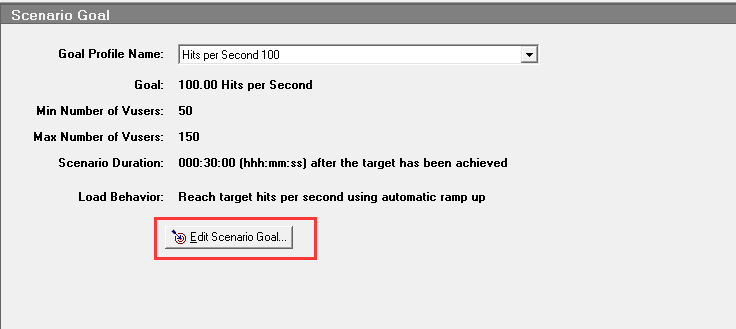 Scenario Goal
Goal Profile Name: Hits per Second 100
Goal: 100.00 Hits per Second
Min Number of Vusers: 50
Max Number of Vusers: 150
Scenario Duration: 000:30:00 (hhh:mm:ss) after the target has been achieved
Load Behavior: Reach target hits per second using automatic ramp up
Edit Scenario Goal...